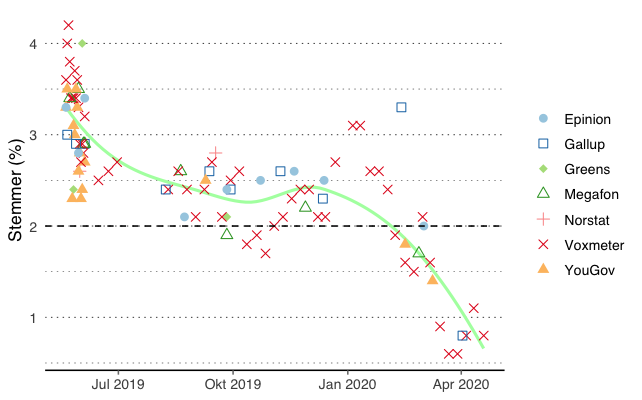 Stemmer (%)
4
3
2
1
Jul 2019
Okt 2019
Jan 2020
Apr 2020
Epinion
Gallup
Greens
Megafon
Norstat
Voxmeter
YouGov